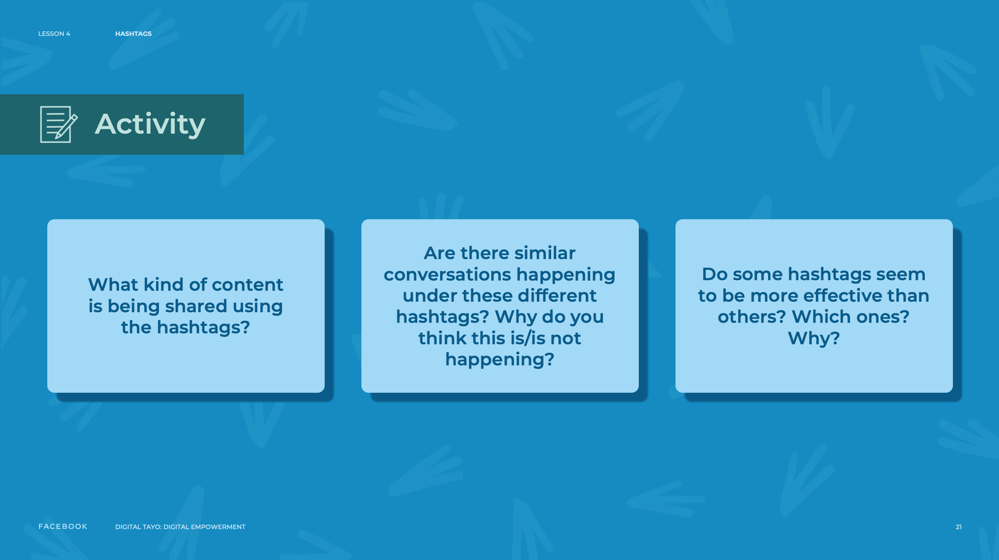 LESSON 4
HASHTAGS
Activity
What kind of content
is being shared using
the hashtags?
Are there similar
conversations happening
under these different
hashtags? Why do you
think this is/is not
happening?
Do some hashtags seem
to be more effective than
others? Which ones?
Why?
FACEBOOK
DIGITAL TAYO: DIGITAL EMPOWERMENT
21